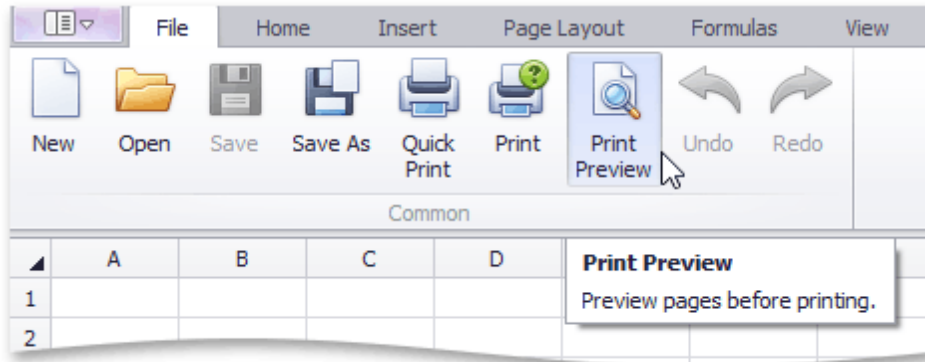 File Home Insert Page Layout Formulas View
New Open Save Save As Quick Print Print Print Preview Undo Redo
Common
A B C D
Print Preview
1
Preview pages before printing.
2